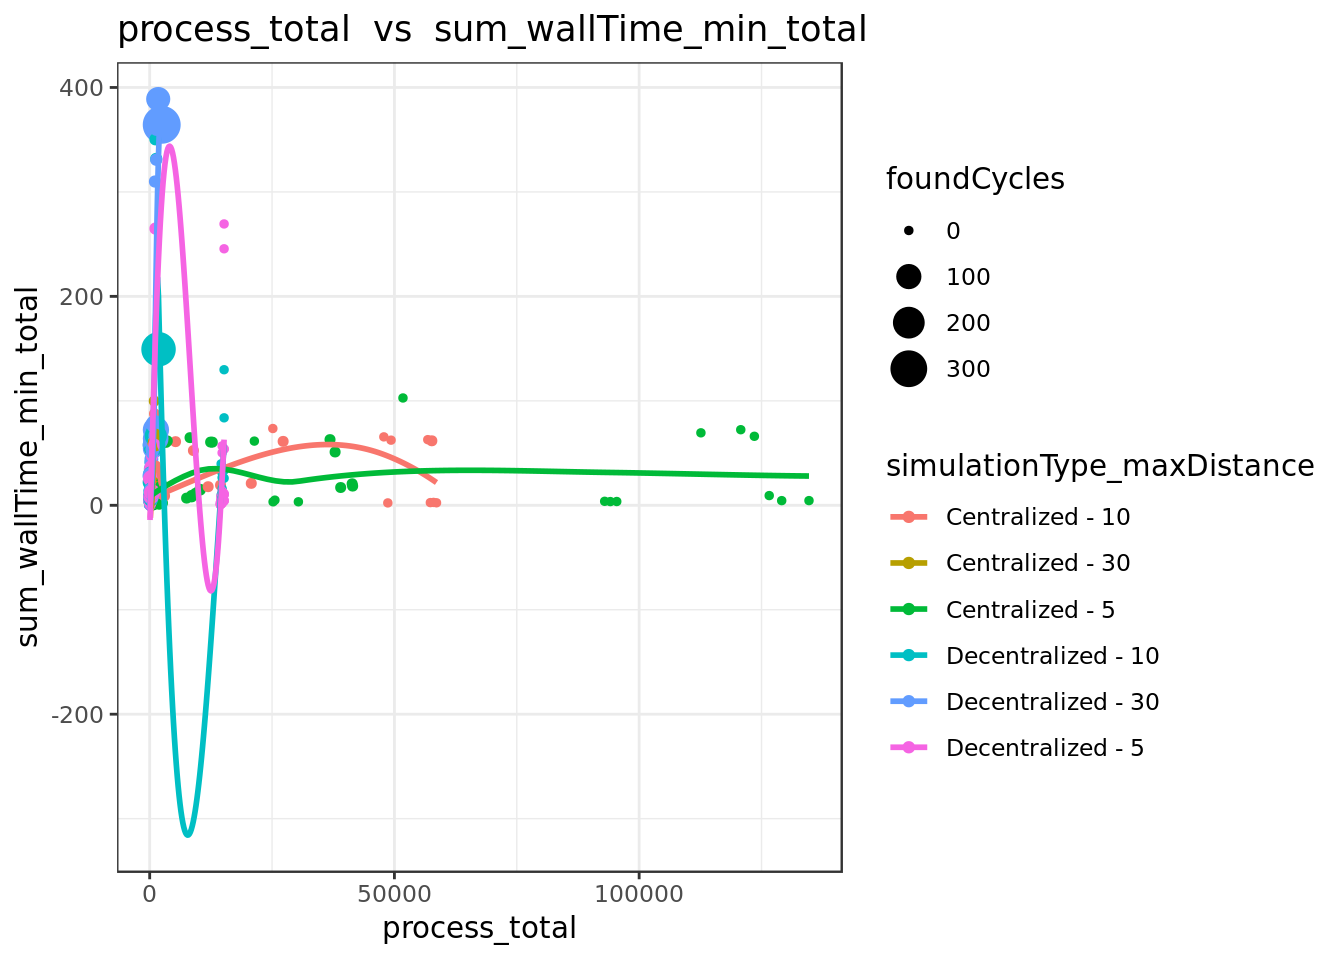 process_total vs sum_wallTime_min_total
sum_wallTime_min_total
400
200
0
-200
0
50000
100000
process_total
foundCycles
0
100
200
300
simulationType_maxDistance
Centralized - 10
Centralized - 30
Centralized - 5
Decentralized - 10
Decentralized - 30
Decentralized - 5